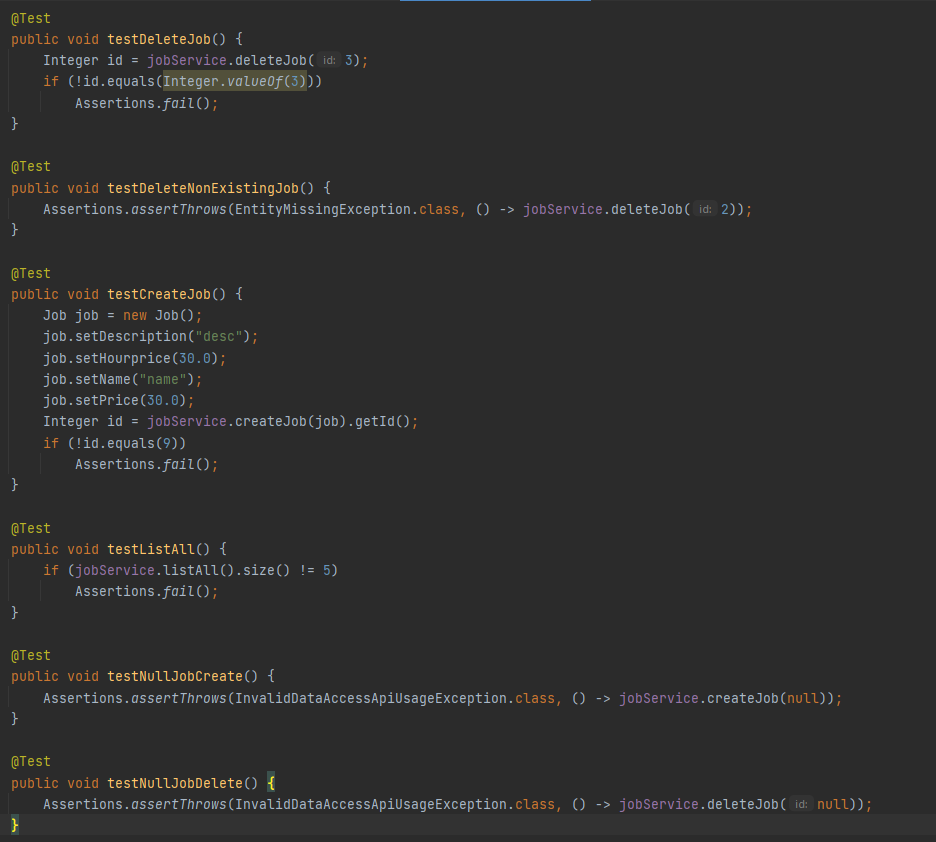 @Test
public void testDeleteJob() {
    Integer id = jobService.deleteJob( id: 3);
    if (!id.equals(Integer.valueOf(3)))
        Assertions.fail();
}
@Test
public void testDeleteNonExistingJob() {
    Assertions.assertThrows(EntityMissingException.class, () -> jobService.deleteJob( id: 2));
}
@Test
public void testCreateJob() {
    Job job = new Job();
    job.setDescription("desc");
    job.setHourprice(30.0);
    job.setName("name");
    job.setPrice(30.0);
    Integer id = jobService.createJob(job).getId();
    if (!id.equals(9))
        Assertions.fail();
}
@Test
public void testListAll() {
    if (jobService.listAll().size() != 5)
        Assertions.fail();
}
@Test
public void testNullJobCreate() {
    Assertions.assertThrows(InvalidDataAccessApiUsageException.class, () -> jobService.createJob(null));
}
@Test
public void testNullJobDelete() {
    Assertions.assertThrows(InvalidDataAccessApiUsageException.class, () -> jobService.deleteJob( id: null));
}